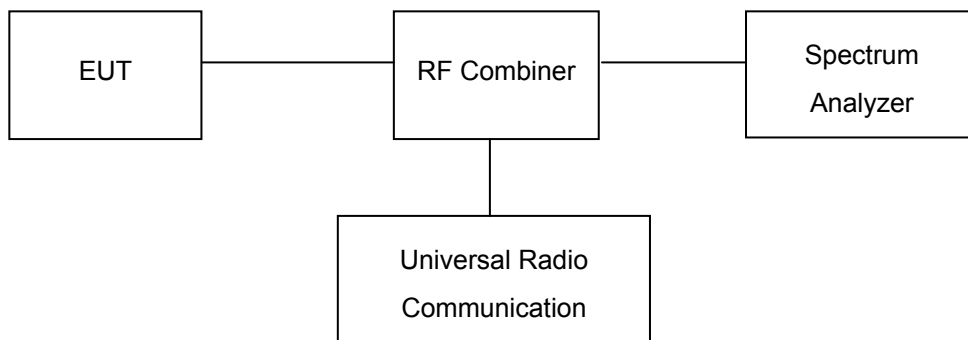 EUT
RF Combiner
Spectrum
Analyzer
Universal Radio
Communication